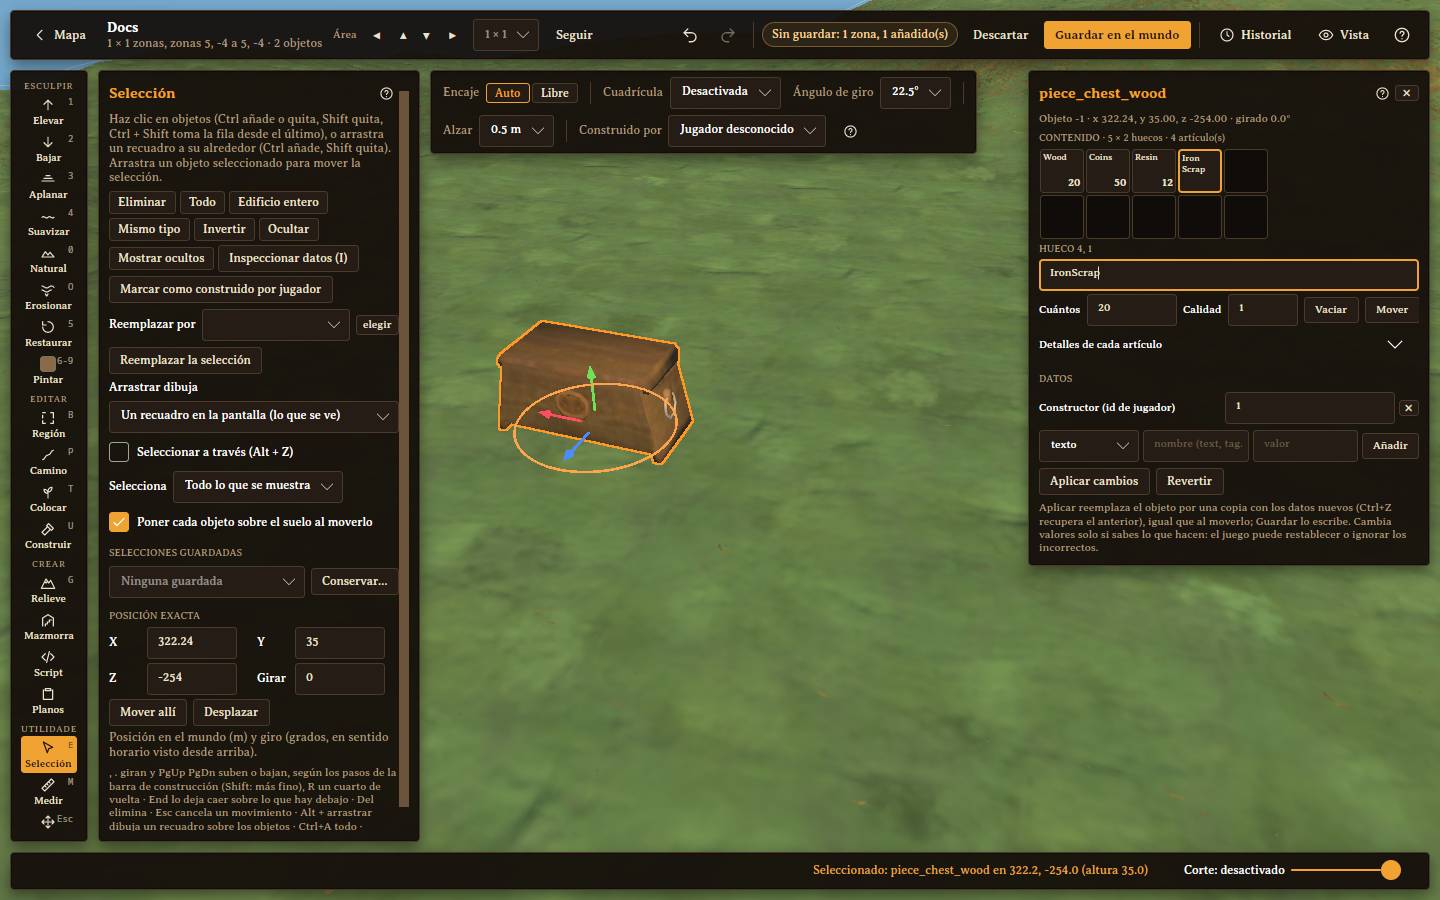 Mapa
Docs
1 × 1 zonas, zonas 5, -4 a 5, -4 · 2 objetos
Área
1 × 1
Seguir
Sin guardar: 1 zona, 1 añadido(s)
Descartar
Guardar en el mundo
Historial
Vista
ESCULPIR
1
Elevar
2
Bajar
3
Aplanar
4
Suavizar
0
Natural
O
Erosionar
5
Restaurar
6-9
Pintar
EDITAR
B
Región
P
Camino
T
Colocar
U
Construir
CREAR
G
Relieve
Mazmorra
Script
Planos
UTILIDADE
E
Selección
M
Medir
Esc
Selección
Haz clic en objetos (Ctrl añade o quita, Shift quita,
Ctrl + Shift toma la fila desde el último), o arrastra
un recuadro a su alrededor (Ctrl añade, Shift quita).
Arrastra un objeto seleccionado para mover la
selección.
Eliminar
Todo
Edificio entero
Mismo tipo
Invertir
Ocultar
Mostrar ocultos
Inspeccionar datos (I)
Marcar como construido por jugador
Reemplazar por
elegir
Reemplazar la selección
Arrastrar dibuja
Un recuadro en la pantalla (lo que se ve)
Seleccionar a través (Alt + Z)
Selecciona
Todo lo que se muestra
Poner cada objeto sobre el suelo al moverlo
SELECCIONES GUARDADAS
Ninguna guardada
Conservar...
POSICIÓN EXACTA
X
322.24
Y
35
Z
-254
Girar
0
Mover allí
Desplazar
Posición en el mundo (m) y giro (grados, en sentido
horario visto desde arriba).
, . giran y PgUp PgDn suben o bajan, según los pasos de la
barra de construcción (Shift: más fino), R un cuarto de
vuelta · End lo deja caer sobre lo que hay debajo · Del
elimina · Esc cancela un movimiento · Alt + arrastrar
dibuja un recuadro sobre los objetos · Ctrl+A todo ·
Encaje
Auto
Libre
Cuadrícula
Desactivada
Ángulo de giro
22.5°
Alzar
0.5 m
Construido por
Jugador desconocido
piece_chest_wood
Objeto -1 · x 322.24, y 35.00, z -254.00 · girado 0.0°
CONTENIDO · 5 × 2 huecos · 4 artículo(s)
Wood
20
Coins
50
Resin
12
Iron
Scrap
HUECO 4, 1
IronScrap
Cuántos
20
Calidad
1
Vaciar
Mover
Detalles de cada artículo
DATOS
Constructor (id de jugador)
1
texto
nombre (text, tag.
valor
Añadir
Aplicar cambios
Revertir
Aplicar reemplaza el objeto por una copia con los datos nuevos (Ctrl+Z
recupera el anterior), igual que al moverlo; Guardar lo escribe. Cambia
valores solo si sabes lo que hacen: el juego puede restablecer o ignorar los
incorrectos.
Seleccionado: piece_chest_wood en 322.2, -254.0 (altura 35.0)
Corte: desactivado